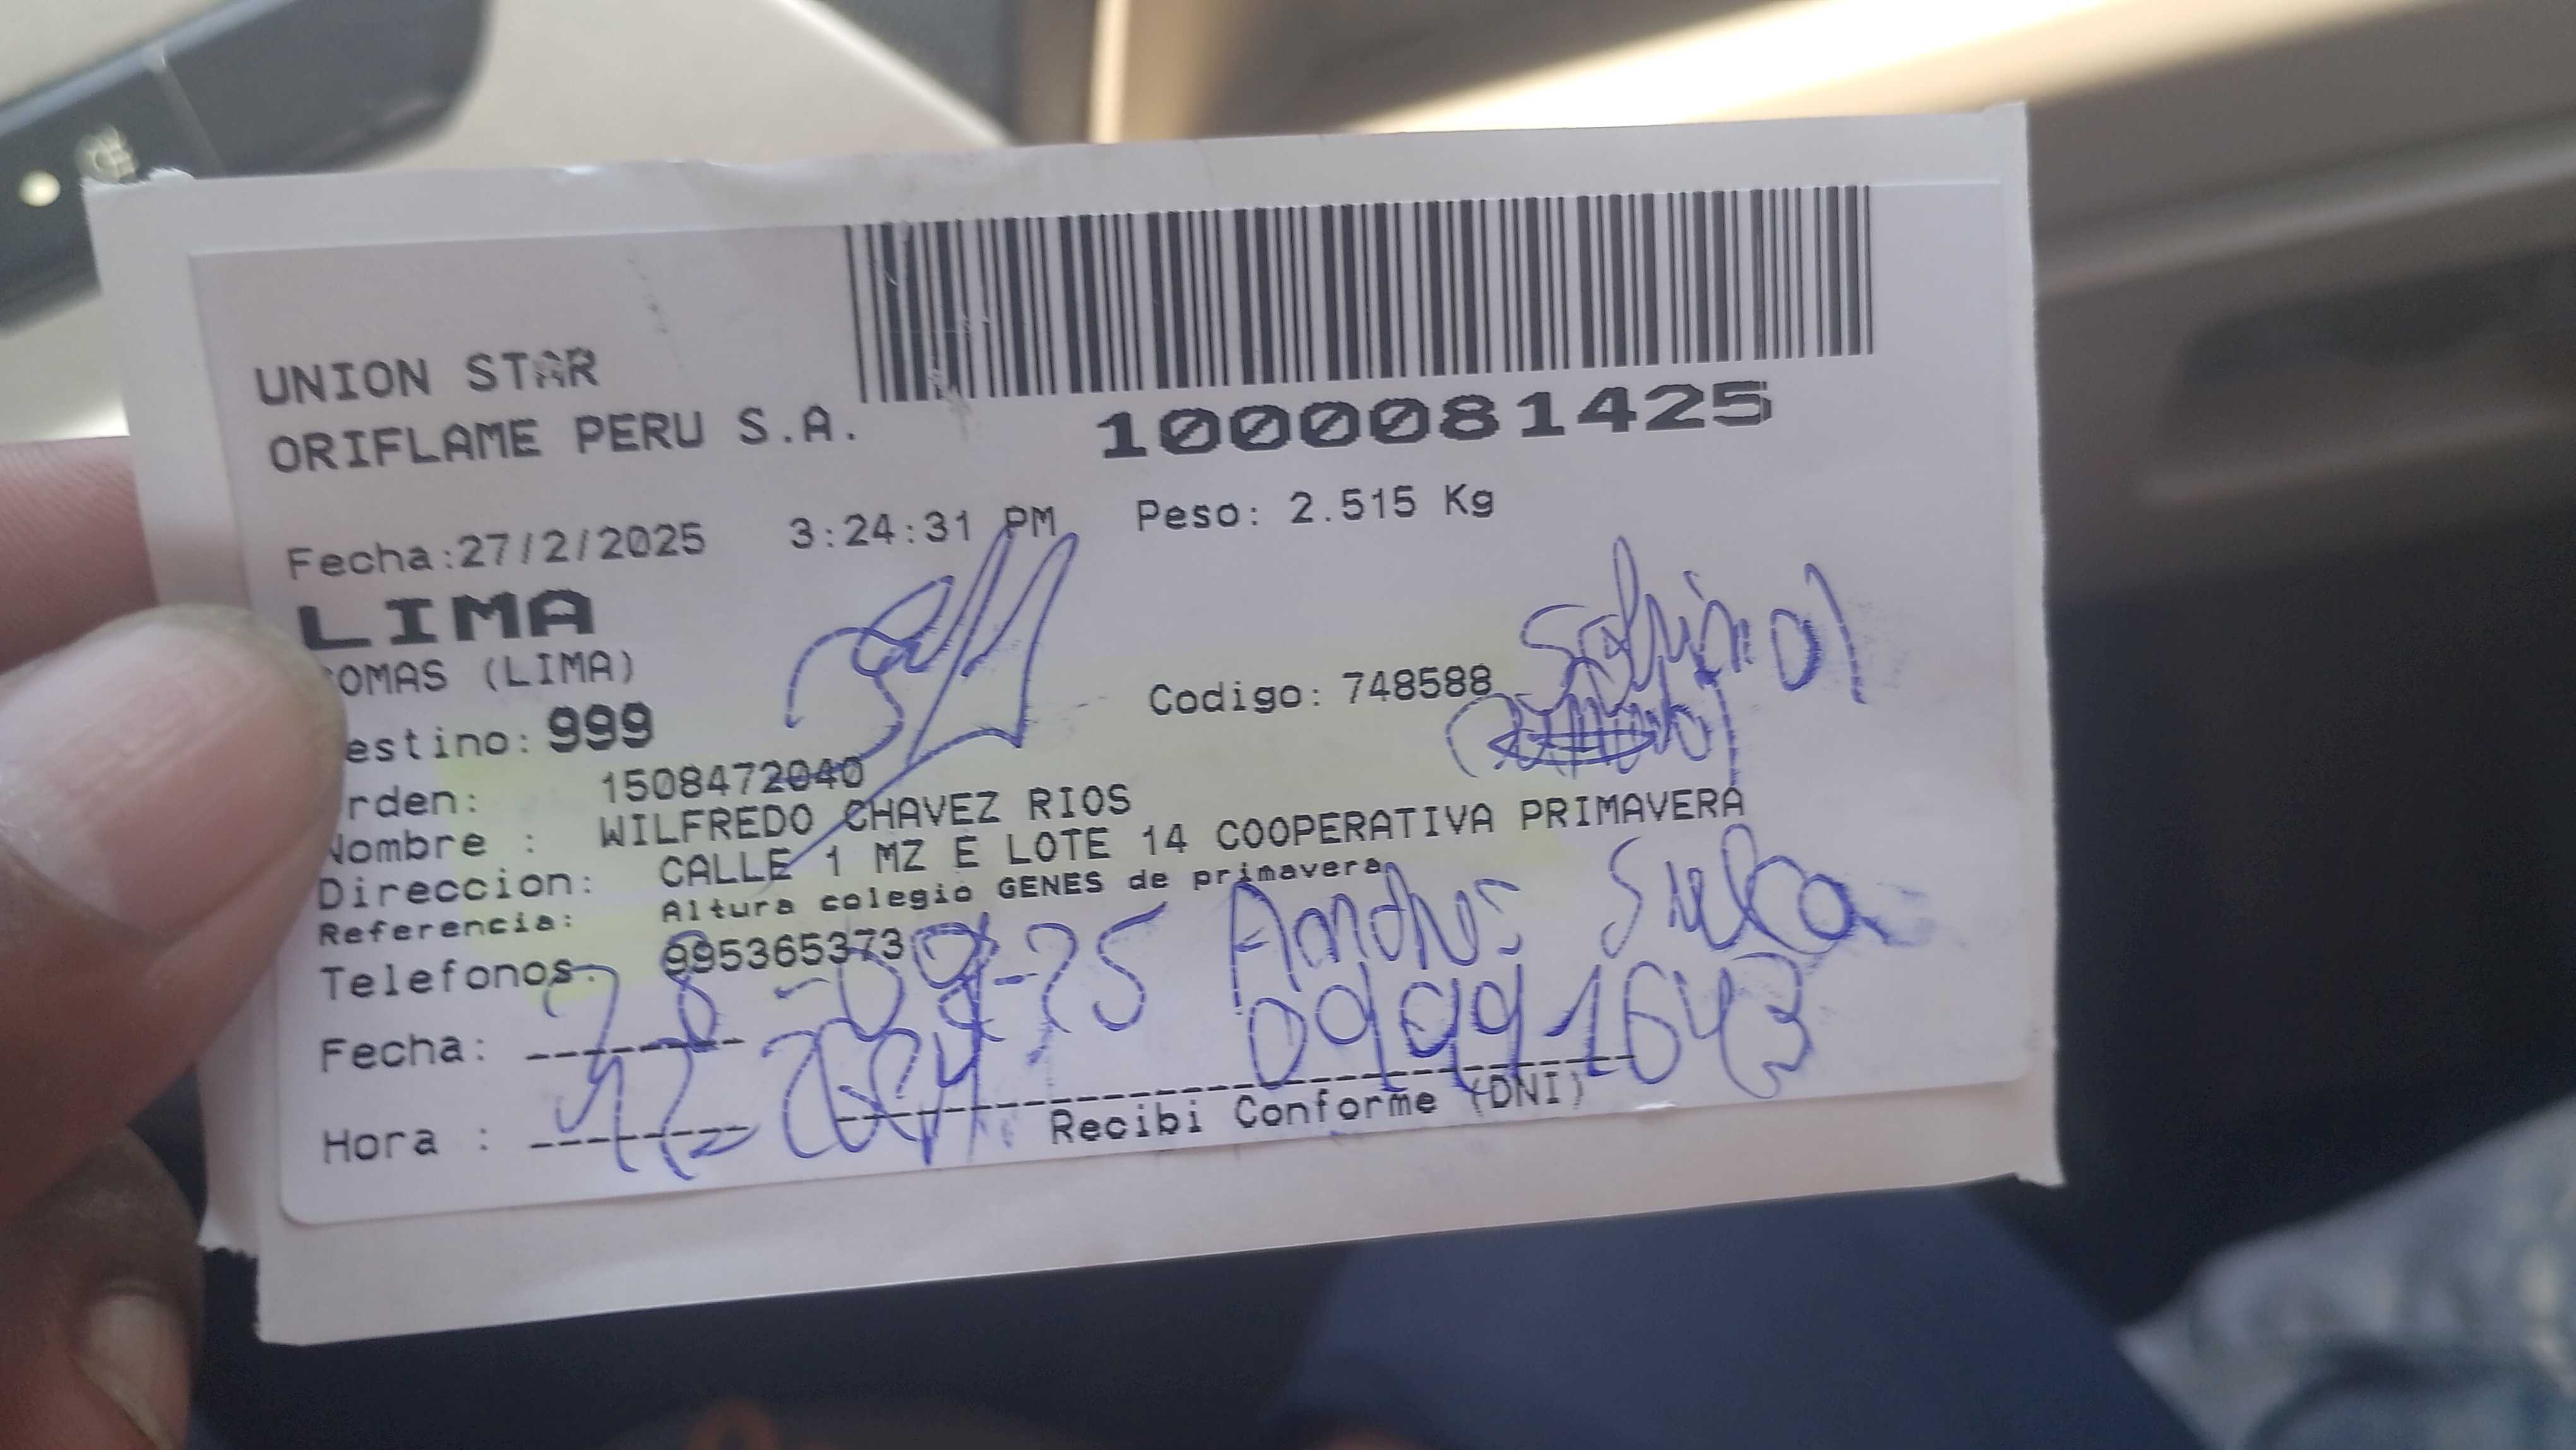 UNION STAR
ORIFLAME PERU S.A.
1000081425
Fecha:27/2/2025 3:24:31 PM Peso: 2.515 Kg
LIMA
OMAS (LIMA)
estino: 999 Codigo: 748588
rden: 1508472040
Nombre : WILFREDO CHAVEZ RIOS
Direccion: CALLE 1 MZ E LOTE 14 COOPERATIVA PRIMAVERA
Referencia: Altura colegio GENES de primavera
Telefonos. 995365373
Sulca
Fecha: 09991643
Hora : Recibi Conforme (DNI)